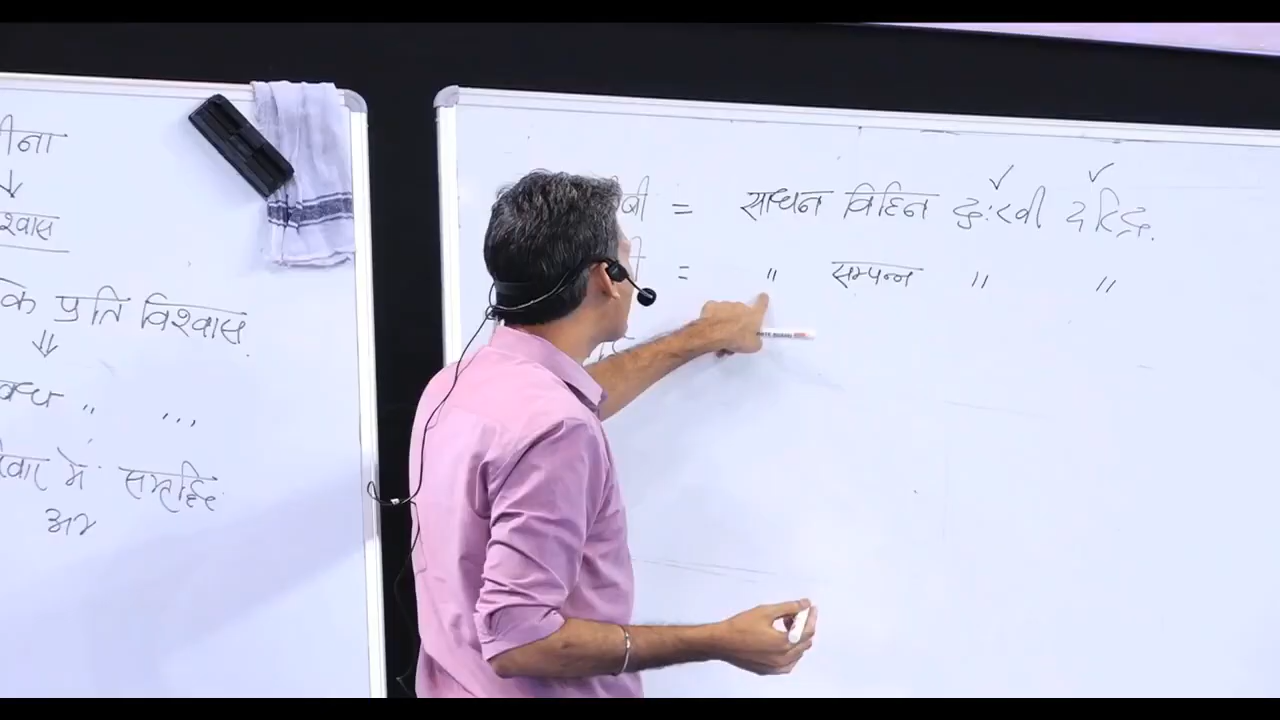 श्वास
के प्रति विश्वास
" ...
में समृद्धि
= साधन विहिन दुःखी दरिद्र.
= " सम्पन्न " "